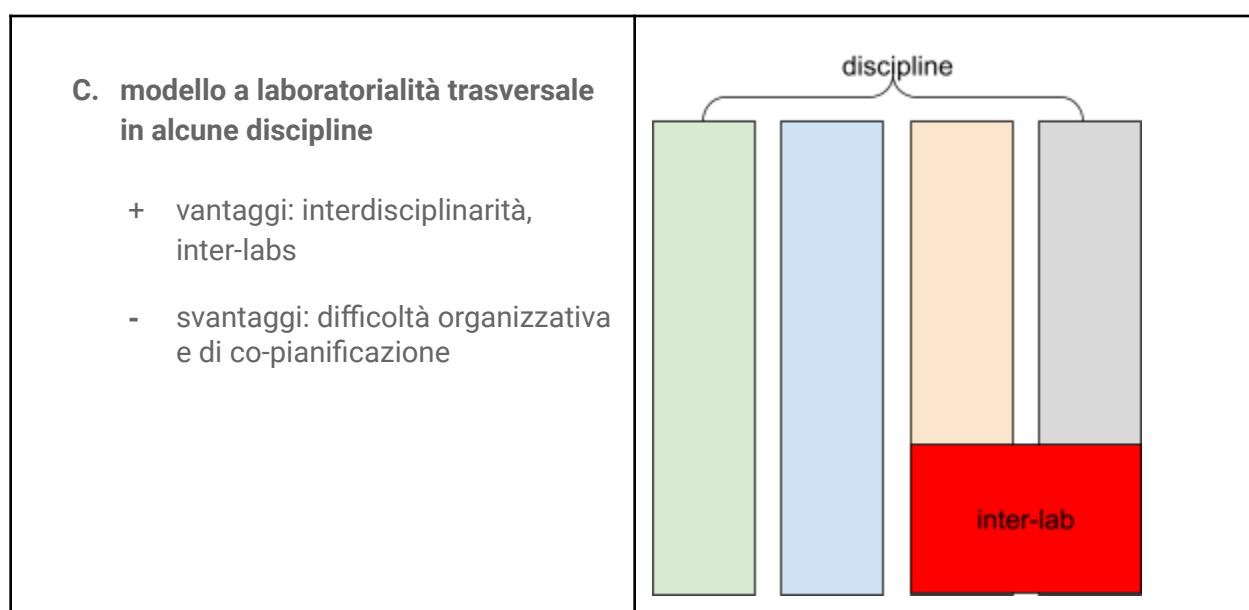 C. modello a laboratorialità trasversale
in alcune discipline
+ vantaggi: interdisciplinarità,
inter-labs
- svantaggi: difficoltà organizzativa
e di co-pianificazione
discipline
inter-lab